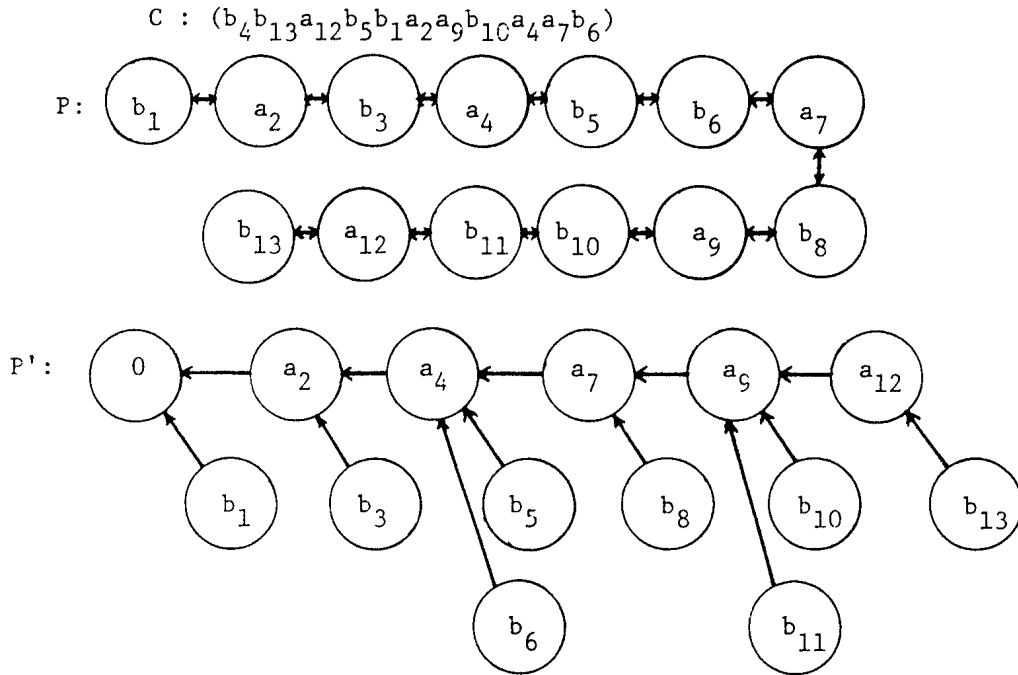 C : (b₄b₁₃a₁₂b₅b₁a₂a₉b₁₀a₄a₇b₆)
P: b₁ a₂ b₃ a₄ b₅ b₆ a₇
b₁₃ a₁₂ b₁₁ b₁₀ a₉ b₈
P': 0 a₂ a₄ a₇ a₉ a₁₂
b₁ b₃ b₅ b₈ b₁₀ b₁₃
b₆ b₁₁